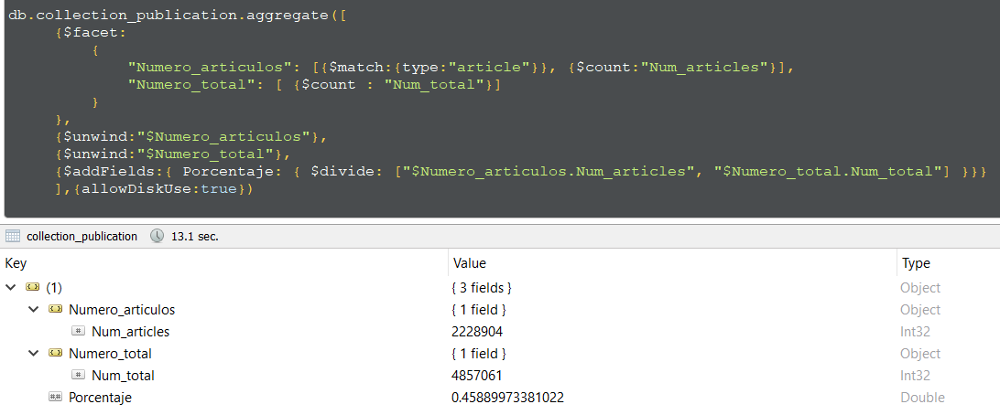 db.collection_publication.aggregate([
{$facet:
{
"Numero_articulos": [{$match:{type:"article"}}, {$count:"Num_articles"}],
"Numero_total": [ {$count : "Num_total"}]
}
},
{$unwind:"$Numero_articulos"},
{$unwind:"$Numero_total"},
{$addFields:{ Porcentaje: { $divide: ["$Numero_articulos.Num_articles", "$Numero_total.Num_total"] }}}
],{allowDiskUse:true})
collection_publication 13.1 sec.
Key Value Type
(1) { 3 fields } Object
Numero_articulos { 1 field } Object
Num_articles 2228904 Int32
Numero_total { 1 field } Object
Num_total 4857061 Int32
Porcentaje 0.45889973381022 Double